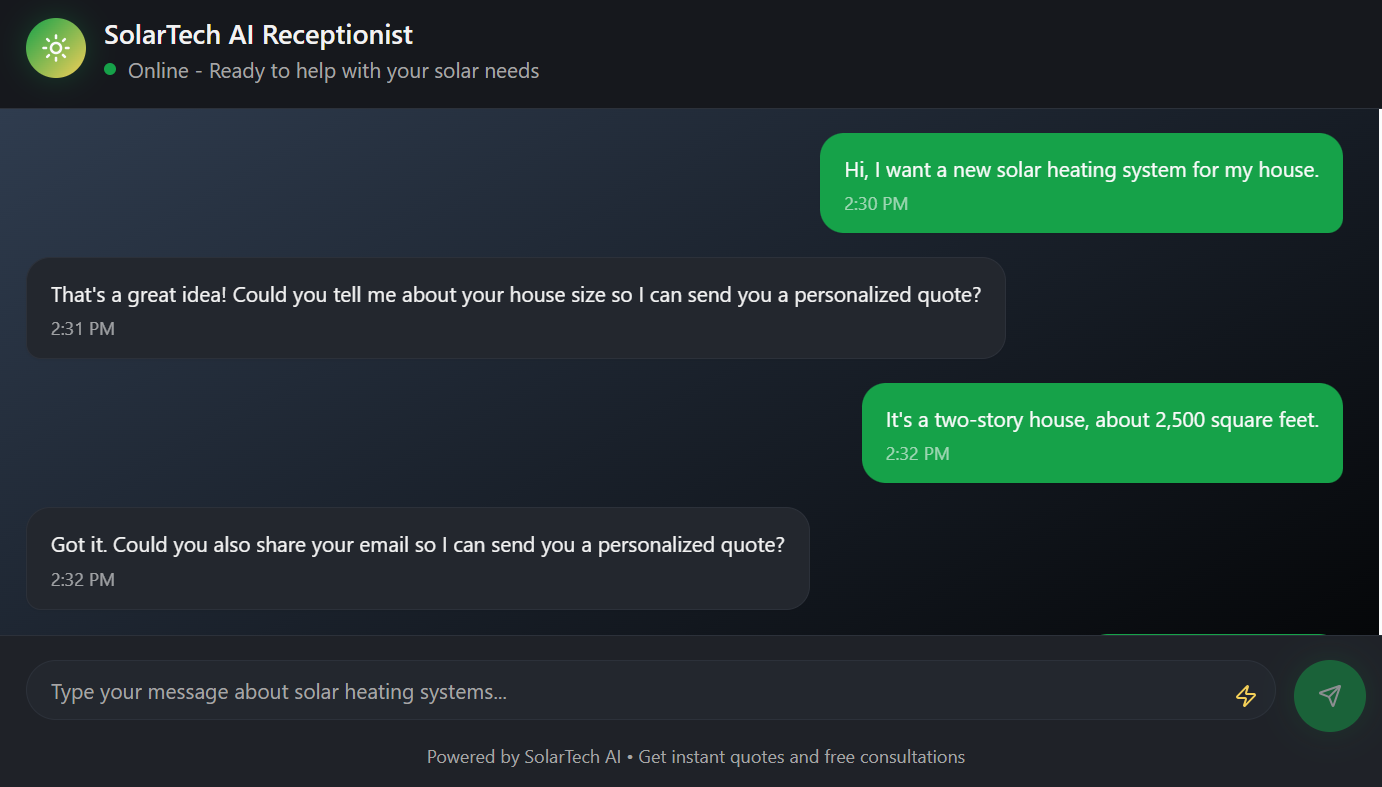 SolarTech AI Receptionist
Online - Ready to help with your solar needs
Hi, I want a new solar heating system for my house.
2:30 PM
That's a great idea! Could you tell me about your house size so I can send you a personalized quote?
2:31 PM
It's a two-story house, about 2,500 square feet.
2:32 PM
Got it. Could you also share your email so I can send you a personalized quote?
2:32 PM
Type your message about solar heating systems...
Powered by SolarTech AI • Get instant quotes and free consultations